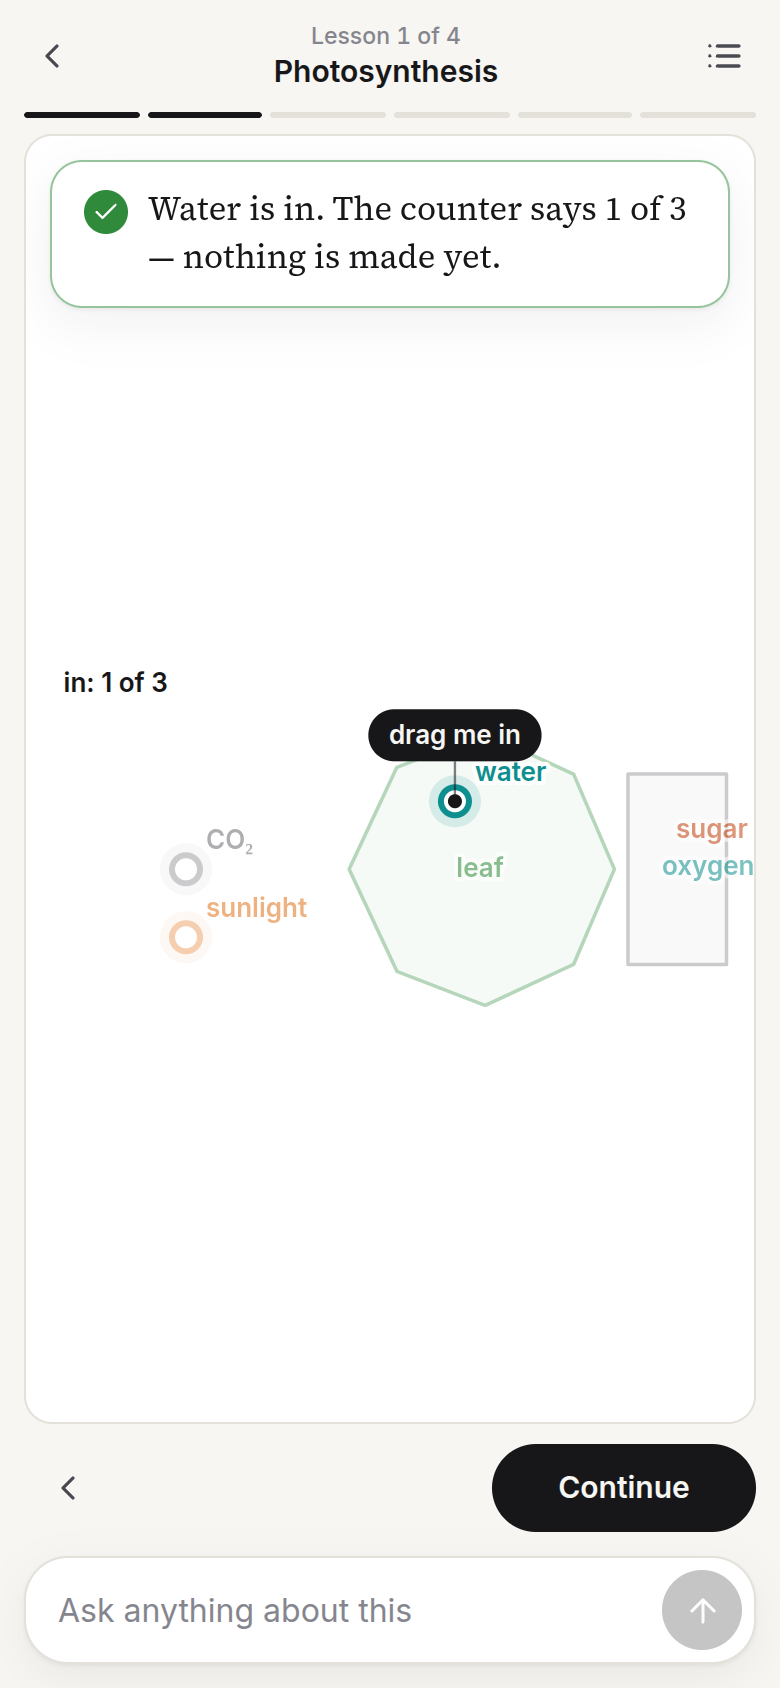 Lesson 1 of 4
Photosynthesis
Water is in. The counter says 1 of 3
— nothing is made yet.
in: 1 of 3
drag me in
water
CO₂
sugar
leaf
oxygen
sunlight
Continue
Ask anything about this